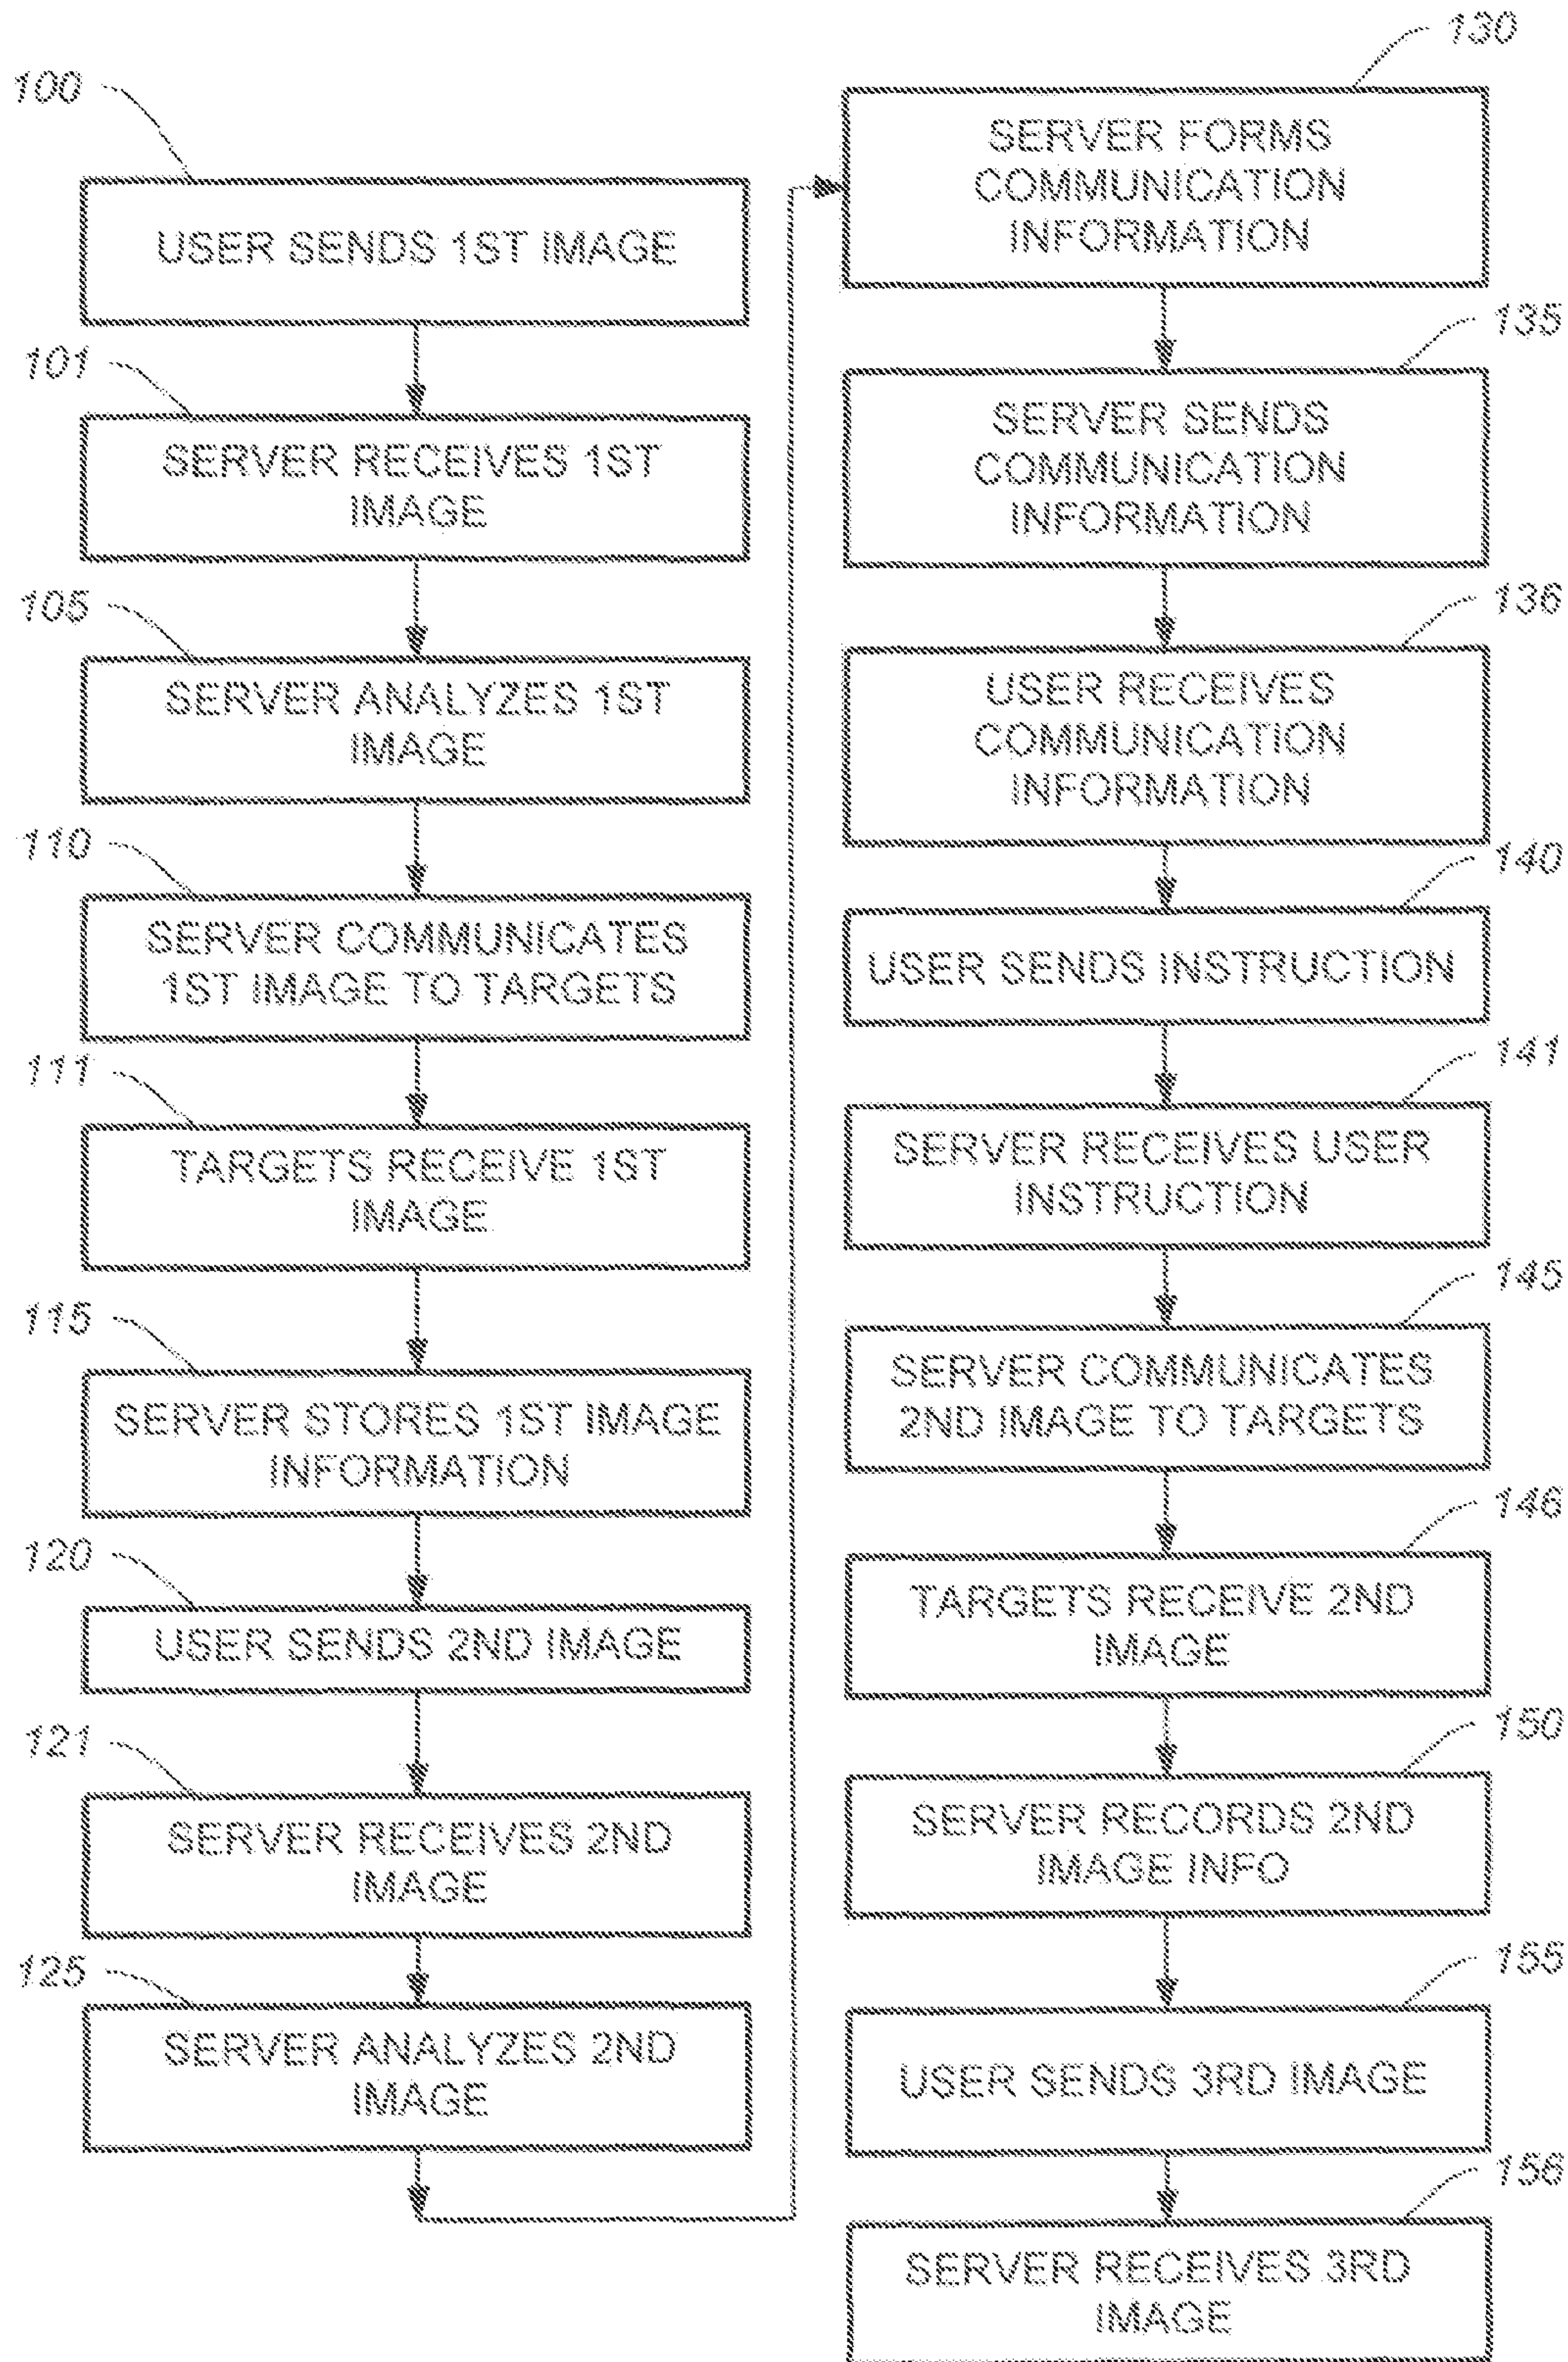 100
USER SENDS 1ST IMAGE
101
SERVER RECEIVES 1ST
IMAGE
105
SERVER ANALYZES 1ST
IMAGE
110
SERVER COMMUNICATES
1ST IMAGE TO TARGETS
111
TARGETS RECEIVE 1ST
IMAGE
115
SERVER STORES 1ST IMAGE
INFORMATION
120
USER SENDS 2ND IMAGE
121
SERVER RECEIVES 2ND
IMAGE
125
SERVER ANALYZES 2ND
IMAGE
130
SERVER FORMS
COMMUNICATION
INFORMATION
135
SERVER SENDS
COMMUNICATION
INFORMATION
136
USER RECEIVES
COMMUNICATION
INFORMATION
140
USER SENDS INSTRUCTION
141
SERVER RECEIVES USER
INSTRUCTION
145
SERVER COMMUNICATES
2ND IMAGE TO TARGETS
146
TARGETS RECEIVE 2ND
IMAGE
150
SERVER RECORDS 2ND
IMAGE INFO
155
USER SENDS 3RD IMAGE
156
SERVER RECEIVES 3RD
IMAGE